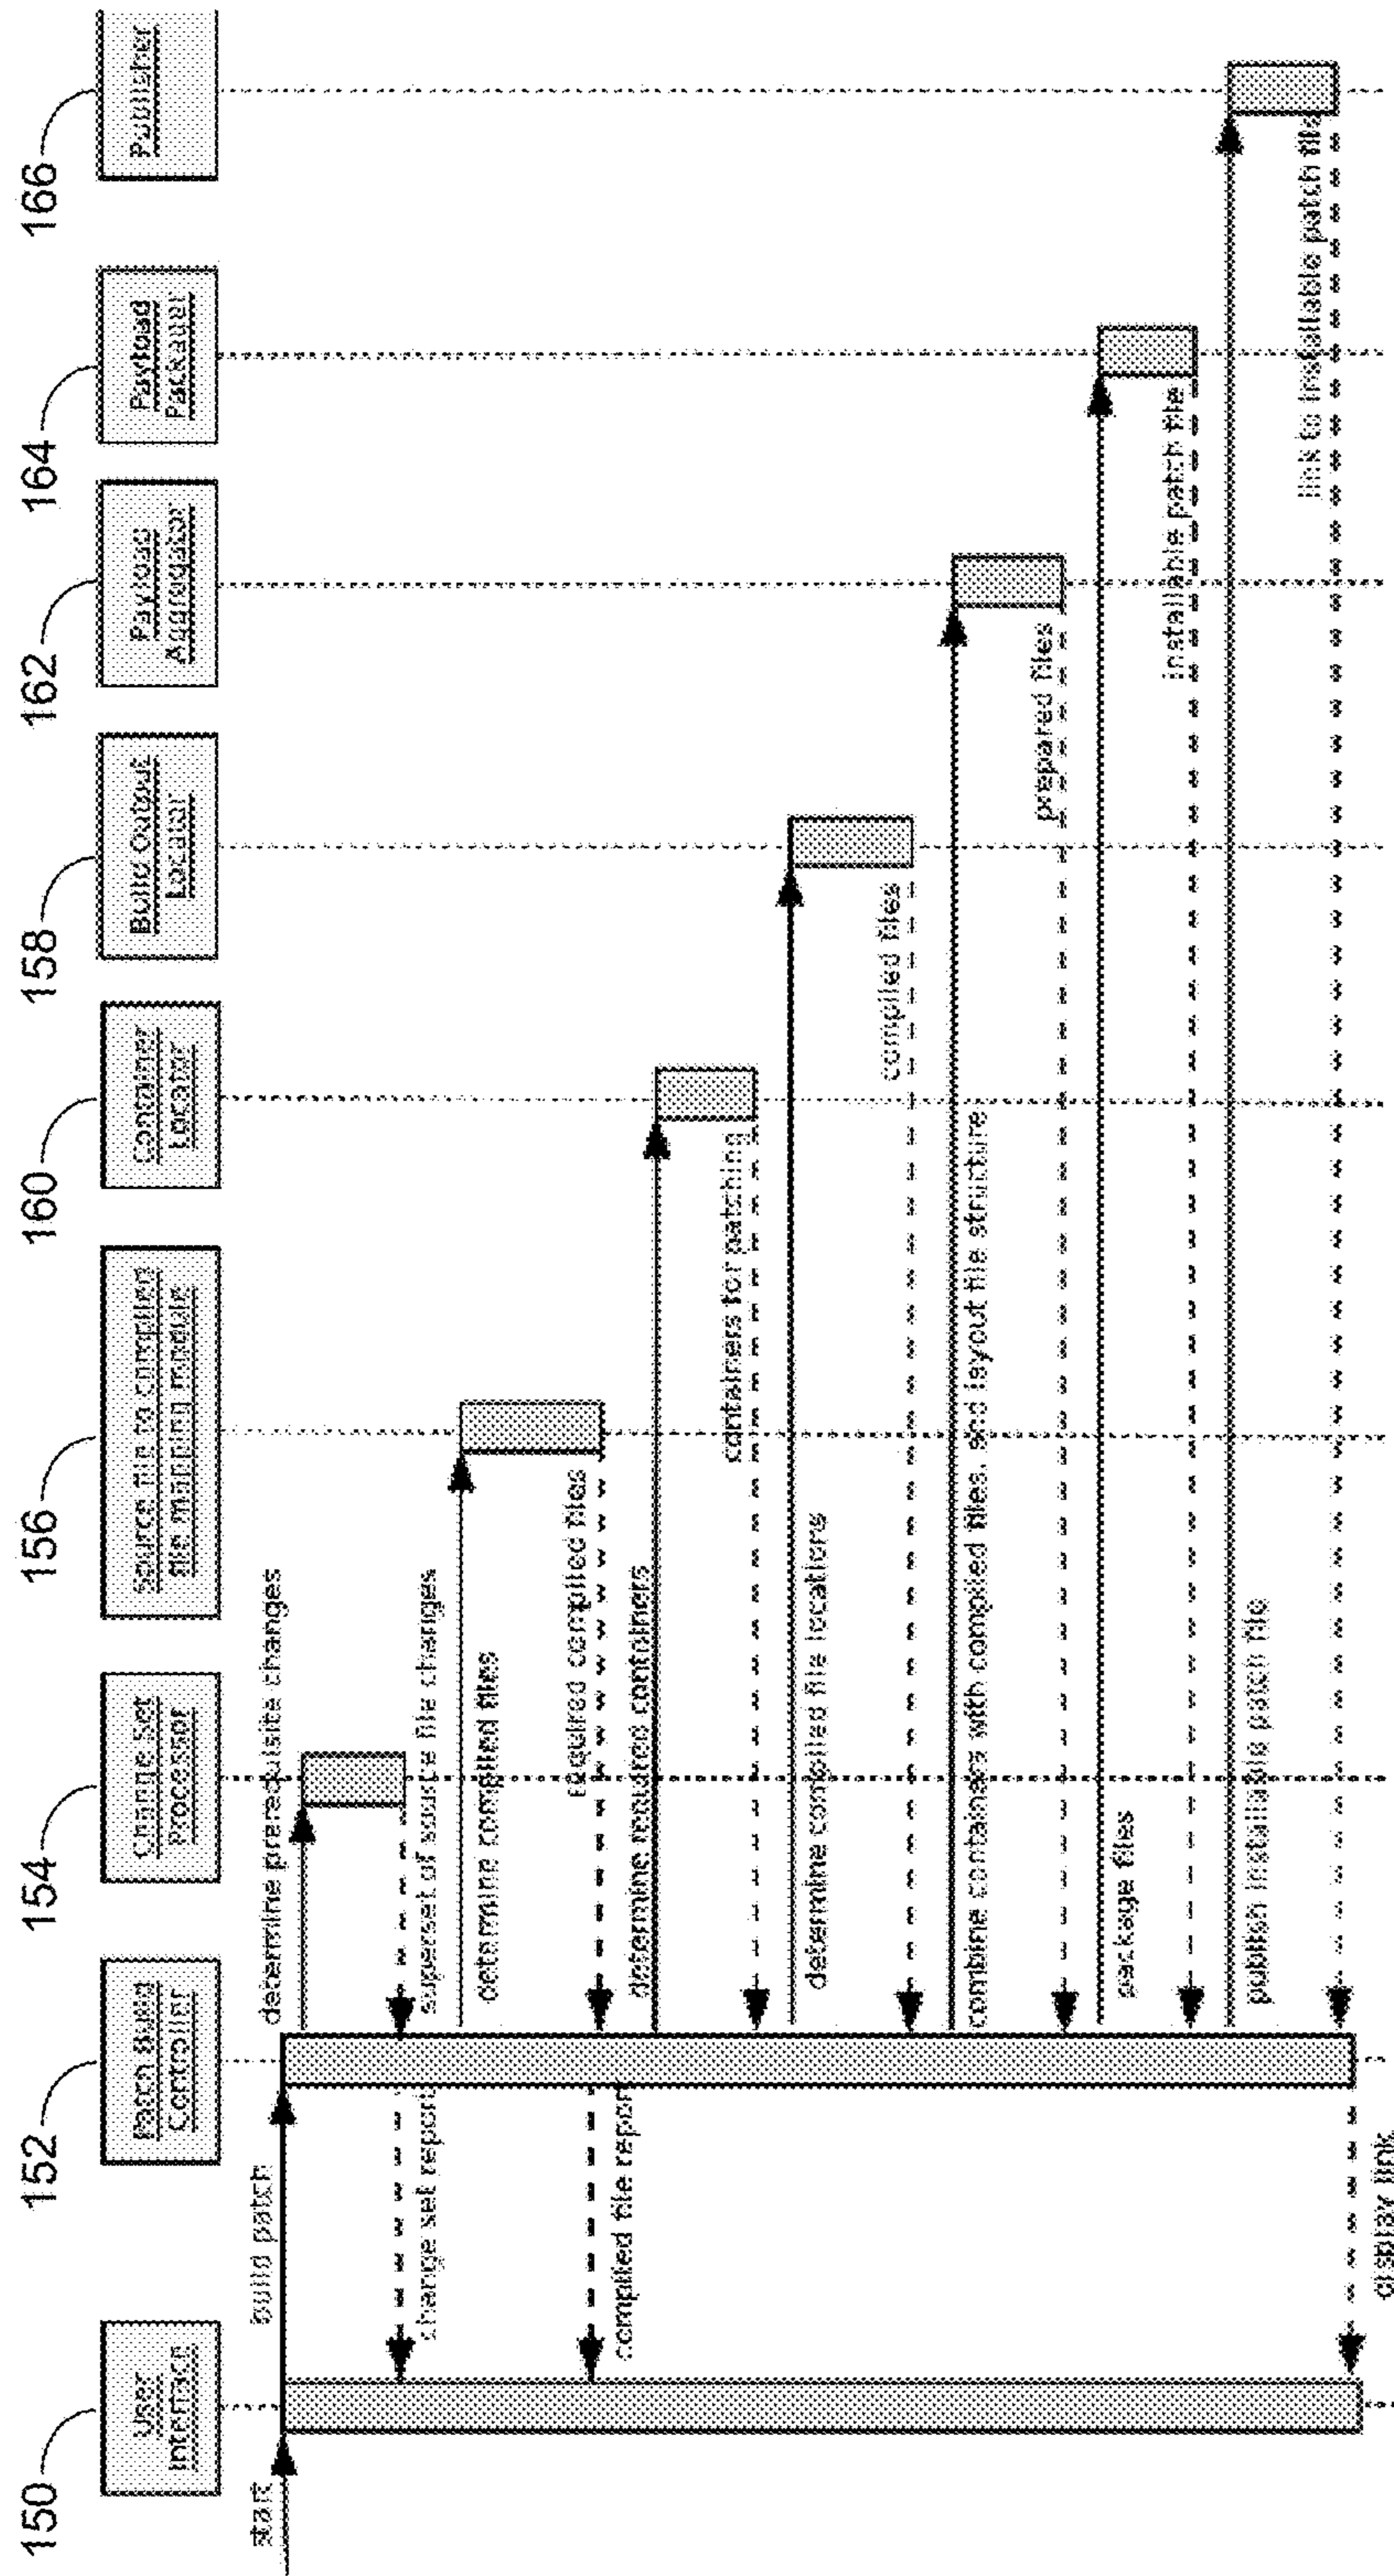 150
152
154
156
160
158
162
164
166
User
Interface
Patch Build
Controller
Change Set
Processor
Source file to compiled
file mapping module
Container
Locator
Build Output
Locator
Payload
Aggregator
Payload
Packager
Publisher
start
build patch
determine prerequisite changes
change set report
superset of source file changes
determine compiled files
required compiled files
compiled file report
determine required containers
containers for patching
determine compiled file locations
compiled files
combine containers with compiled files, and layout file structure
prepared files
package files
installable patch file
publish installable patch file
link to installable patch file
display link